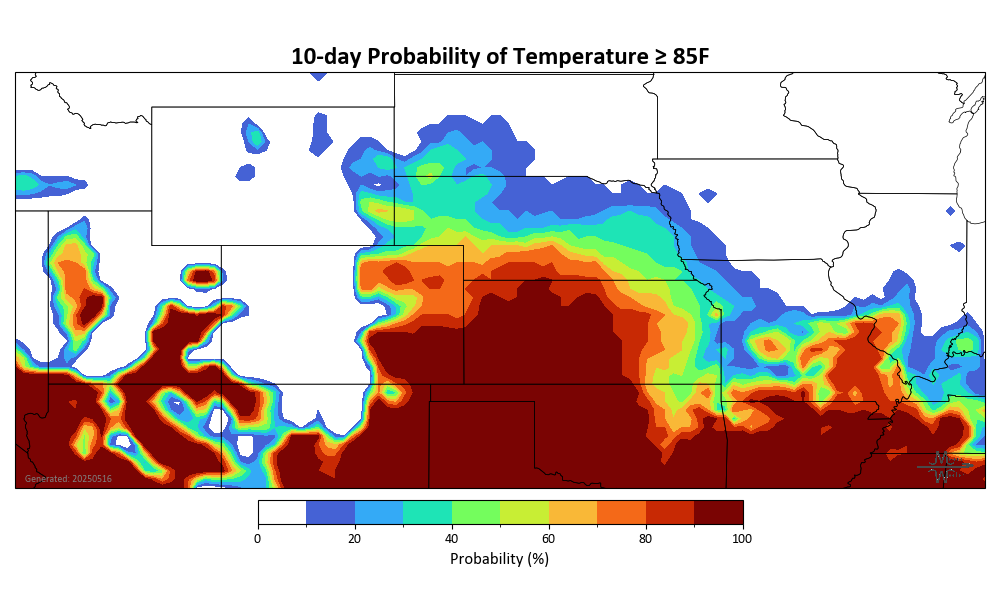 10-day Probability of Temperature ≥ 85F
Generated: 20250516
0 20 40 60 80 100
Probability (%)